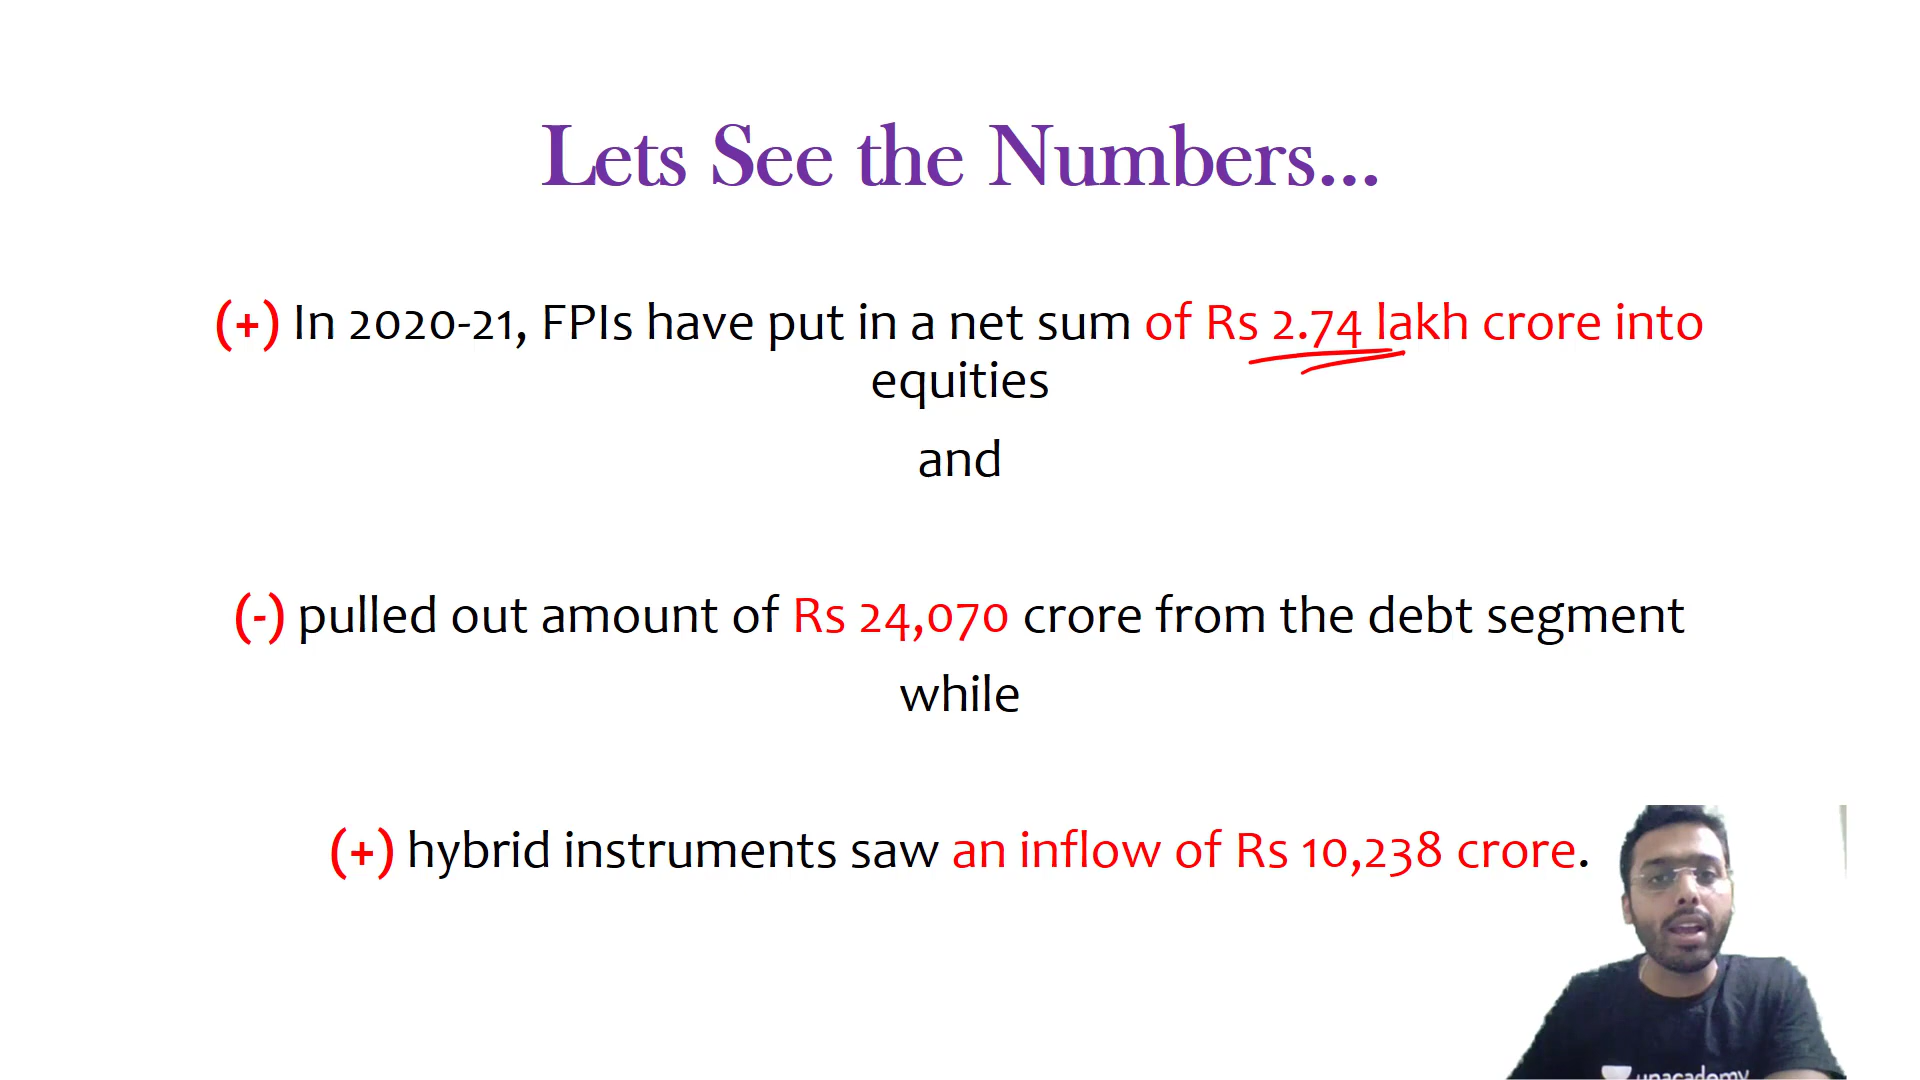 Lets See the Numbers...
(+) In 2020-21, FPIs have put in a net sum of Rs 2.74 lakh crore into
equities
and
(-) pulled out amount of Rs 24,070 crore from the debt segment
while
(+) hybrid instruments saw an inflow of Rs 10,238 crore.
unacademy